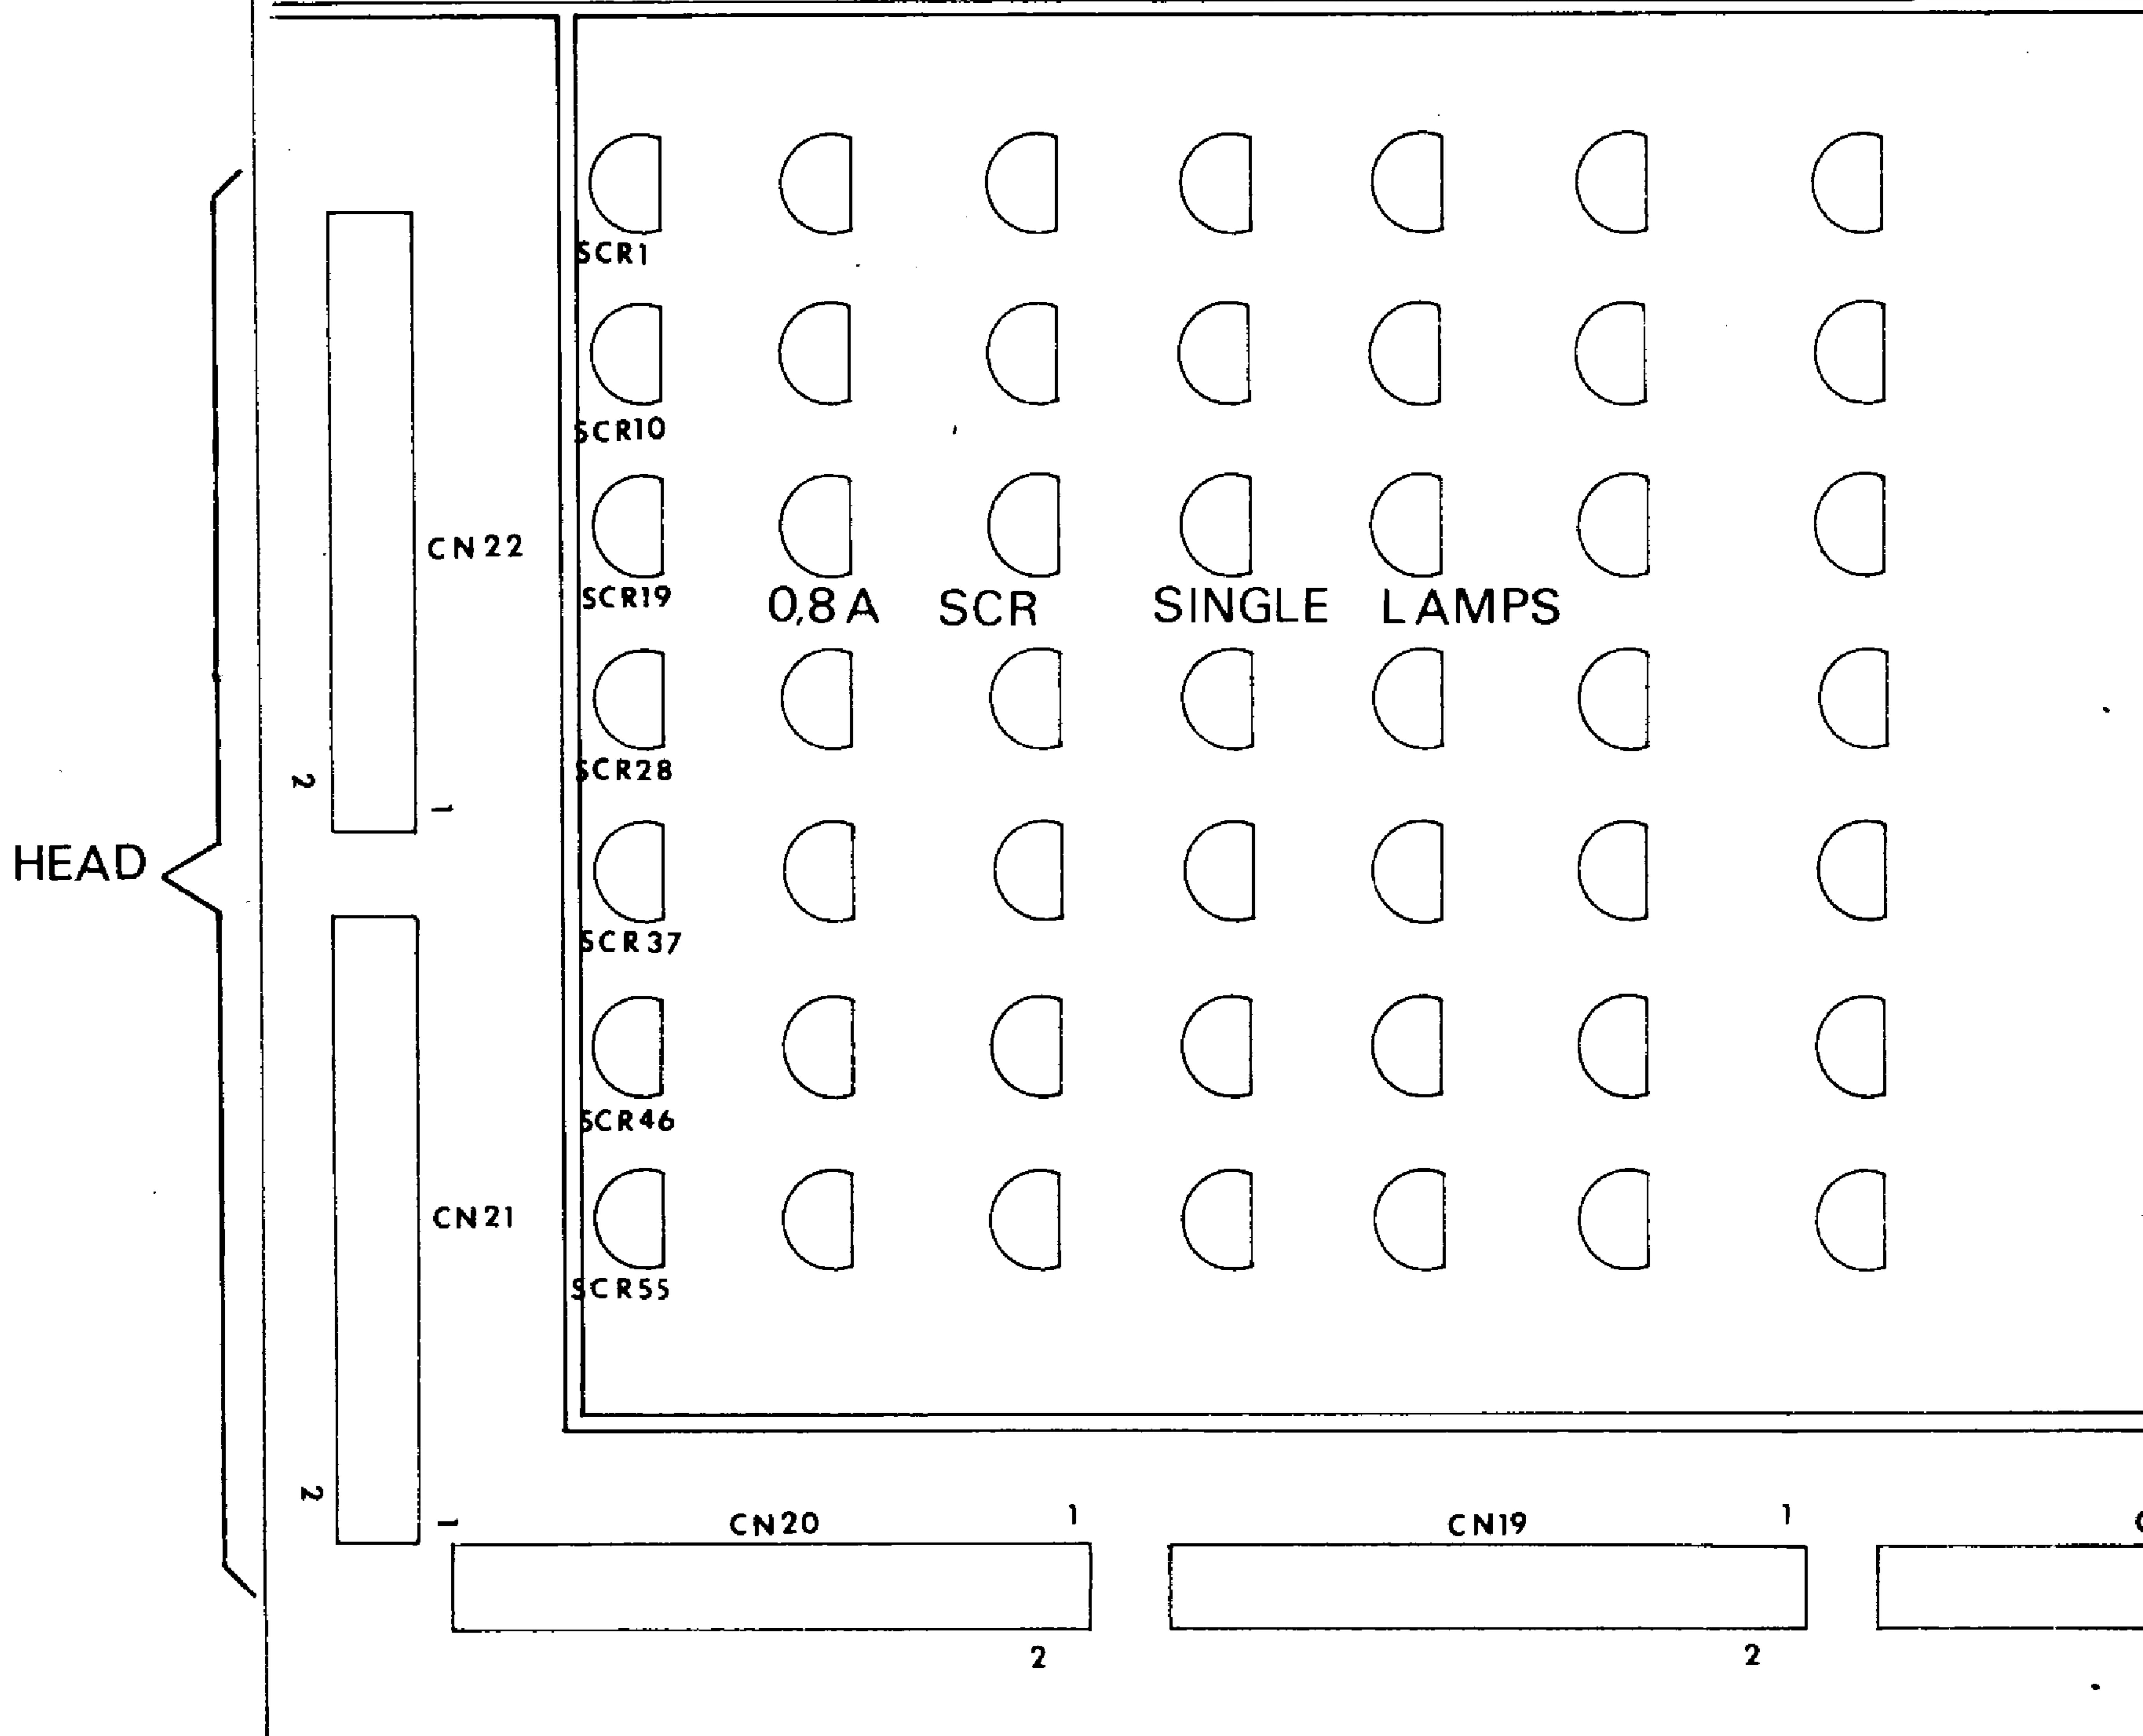 SCR1
SCR10
CN22
SCR19
0,8 A SCR SINGLE LAMPS
SCR28
2
1
HEAD
SCR37
SCR46
CN21
SCR55
2
1
CN20
1
CN19
1
2
2